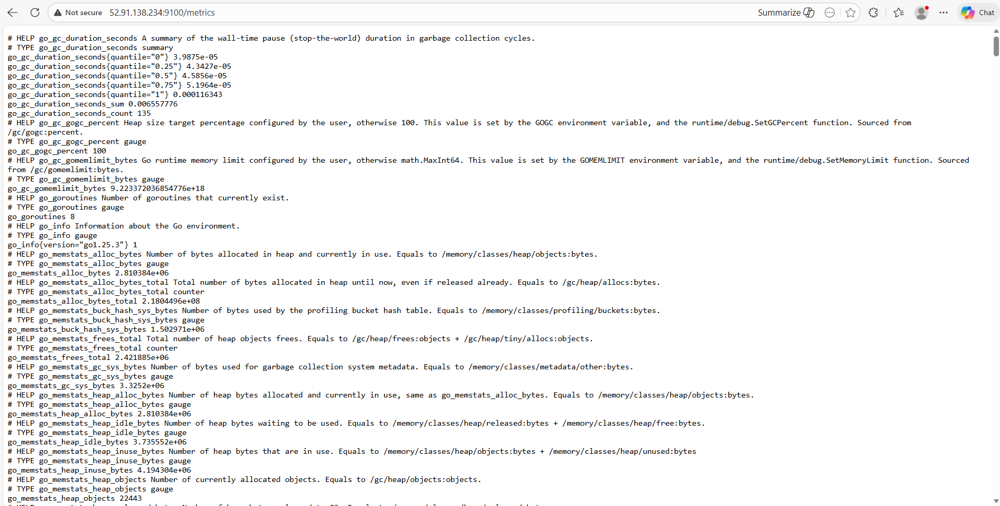 Not secure 52.91.138.234:9100/metrics Summarize Chat
# HELP go_gc_duration_seconds A summary of the wall-time pause (stop-the-world) duration in garbage collection cycles.
# TYPE go_gc_duration_seconds summary
go_gc_duration_seconds{quantile="0"} 3.9875e-05
go_gc_duration_seconds{quantile="0.25"} 4.3427e-05
go_gc_duration_seconds{quantile="0.5"} 4.5856e-05
go_gc_duration_seconds{quantile="0.75"} 5.1964e-05
go_gc_duration_seconds{quantile="1"} 0.000116343
go_gc_duration_seconds_sum 0.006557776
go_gc_duration_seconds_count 135
# HELP go_gc_gogc_percent Heap size target percentage configured by the user, otherwise 100. This value is set by the GOGC environment variable, and the runtime/debug.SetGCPercent function. Sourced from
/gc/gogc:percent.
# TYPE go_gc_gogc_percent gauge
go_gc_gogc_percent 100
# HELP go_gc_gomemlimit_bytes Go runtime memory limit configured by the user, otherwise math.MaxInt64. This value is set by the GOMEMLIMIT environment variable, and the runtime/debug.SetMemoryLimit function. Sourced
from /gc/gomemlimit:bytes.
# TYPE go_gc_gomemlimit_bytes gauge
go_gc_gomemlimit_bytes 9.223372036854776e+18
# HELP go_goroutines Number of goroutines that currently exist.
# TYPE go_goroutines gauge
go_goroutines 8
# HELP go_info Information about the Go environment.
# TYPE go_info gauge
go_info{version="go1.25.3"} 1
# HELP go_memstats_alloc_bytes Number of bytes allocated in heap and currently in use. Equals to /memory/classes/heap/objects:bytes.
# TYPE go_memstats_alloc_bytes gauge
go_memstats_alloc_bytes 2.810384e+06
# HELP go_memstats_alloc_bytes_total Total number of bytes allocated in heap until now, even if released already. Equals to /gc/heap/allocs:bytes.
# TYPE go_memstats_alloc_bytes_total counter
go_memstats_alloc_bytes_total 2.1804496e+08
# HELP go_memstats_buck_hash_sys_bytes Number of bytes used by the profiling bucket hash table. Equals to /memory/classes/profiling/buckets:bytes.
# TYPE go_memstats_buck_hash_sys_bytes gauge
go_memstats_buck_hash_sys_bytes 1.502971e+06
# HELP go_memstats_frees_total Total number of heap objects frees. Equals to /gc/heap/frees:objects + /gc/heap/tiny/allocs:objects.
# TYPE go_memstats_frees_total counter
go_memstats_frees_total 2.421885e+06
# HELP go_memstats_gc_sys_bytes Number of bytes used for garbage collection system metadata. Equals to /memory/classes/metadata/other:bytes.
# TYPE go_memstats_gc_sys_bytes gauge
go_memstats_gc_sys_bytes 3.3252e+06
# HELP go_memstats_heap_alloc_bytes Number of heap bytes allocated and currently in use, same as go_memstats_alloc_bytes. Equals to /memory/classes/heap/objects:bytes.
# TYPE go_memstats_heap_alloc_bytes gauge
go_memstats_heap_alloc_bytes 2.810384e+06
# HELP go_memstats_heap_idle_bytes Number of heap bytes waiting to be used. Equals to /memory/classes/heap/released:bytes + /memory/classes/heap/free:bytes.
# TYPE go_memstats_heap_idle_bytes gauge
go_memstats_heap_idle_bytes 3.735552e+06
# HELP go_memstats_heap_inuse_bytes Number of heap bytes that are in use. Equals to /memory/classes/heap/objects:bytes + /memory/classes/heap/unused:bytes
# TYPE go_memstats_heap_inuse_bytes gauge
go_memstats_heap_inuse_bytes 4.194304e+06
# HELP go_memstats_heap_objects Number of currently allocated objects. Equals to /gc/heap/objects:objects.
# TYPE go_memstats_heap_objects gauge
go_memstats_heap_objects 22443